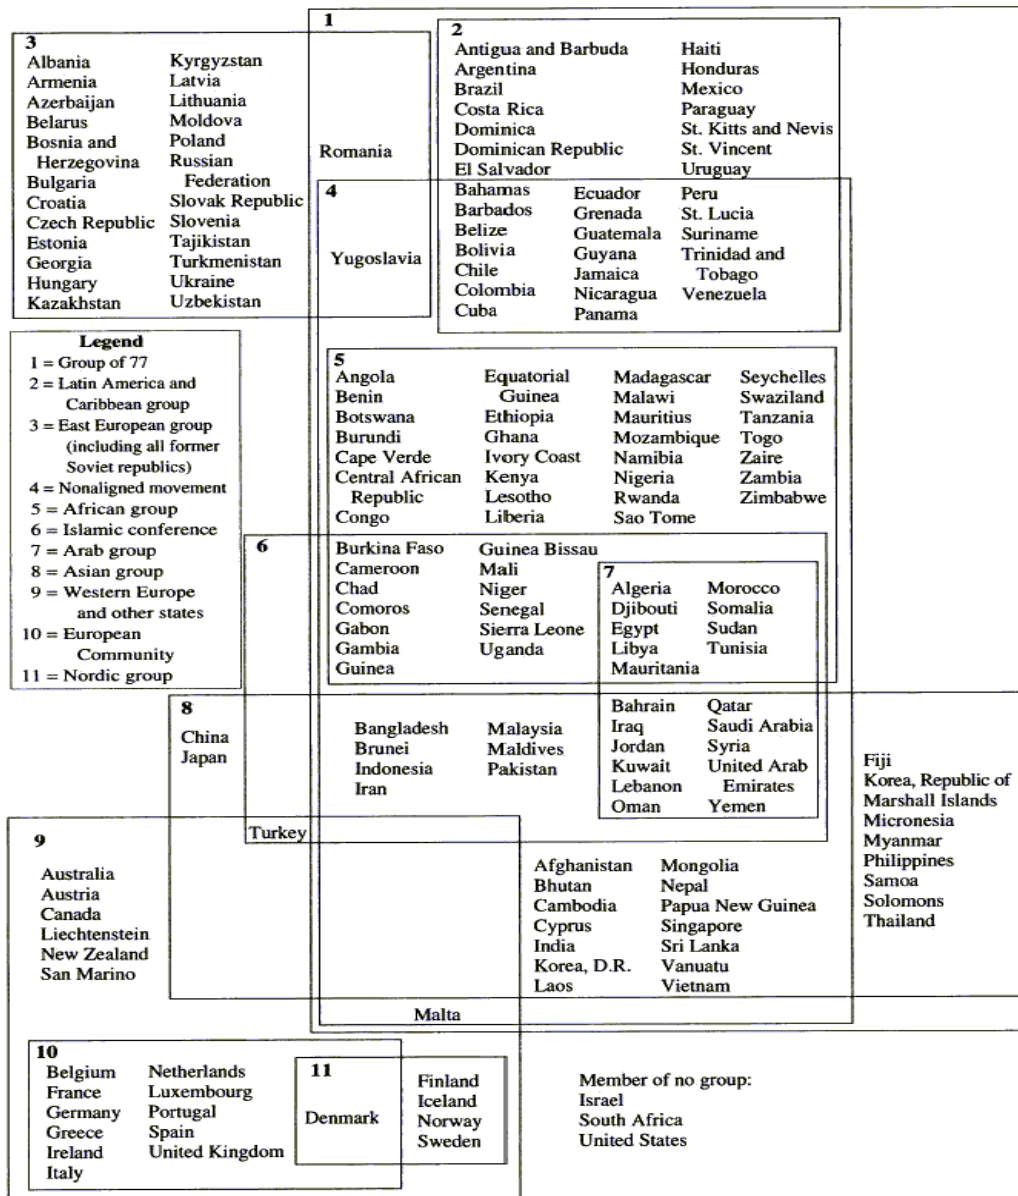 1
3
Albania
Armenia
Azerbaijan
Belarus
Bosnia and
Herzegovina
Bulgaria
Croatia
Czech Republic
Estonia
Georgia
Hungary
Kazakhstan
Kyrgyzstan
Latvia
Lithuania
Moldova
Poland
Russian
Federation
Slovak Republic
Slovenia
Tajikistan
Turkmenistan
Ukraine
Uzbekistan
Romania
2
Antigua and Barbuda
Argentina
Brazil
Costa Rica
Dominica
Dominican Republic
El Salvador
Haiti
Honduras
Mexico
Paraguay
St. Kitts and Nevis
St. Vincent
Uruguay
4
Yugoslavia
Bahamas
Barbados
Belize
Bolivia
Chile
Colombia
Cuba
Ecuador
Grenada
Guatemala
Guyana
Jamaica
Nicaragua
Panama
Peru
St. Lucia
Suriname
Trinidad and
Tobago
Venezuela
Legend
1 = Group of 77
2 = Latin America and
Caribbean group
3 = East European group
(including all former
Soviet republics)
4 = Nonaligned movement
5 = African group
6 = Islamic conference
7 = Arab group
8 = Asian group
9 = Western Europe
and other states
10 = European
Community
11 = Nordic group
5
Angola
Benin
Botswana
Burundi
Cape Verde
Central African
Republic
Congo
Equatorial
Guinea
Ethiopia
Ghana
Ivory Coast
Kenya
Lesotho
Liberia
Madagascar
Malawi
Mauritius
Mozambique
Namibia
Nigeria
Rwanda
Sao Tome
Seychelles
Swaziland
Tanzania
Togo
Zaire
Zambia
Zimbabwe
6
Burkina Faso
Cameroon
Chad
Comoros
Gabon
Gambia
Guinea
Guinea Bissau
Mali
Niger
Senegal
Sierra Leone
Uganda
7
Algeria
Djibouti
Egypt
Libya
Mauritania
Morocco
Somalia
Sudan
Tunisia
8
China
Japan
Bangladesh
Brunei
Indonesia
Iran
Malaysia
Maldives
Pakistan
Bahrain
Iraq
Jordan
Kuwait
Lebanon
Oman
Qatar
Saudi Arabia
Syria
United Arab
Emirates
Yemen
Fiji
Korea, Republic of
Marshall Islands
Micronesia
Myanmar
Philippines
Samoa
Solomons
Thailand
Turkey
9
Australia
Austria
Canada
Liechtenstein
New Zealand
San Marino
Afghanistan
Bhutan
Cambodia
Cyprus
India
Korea, D.R.
Laos
Mongolia
Nepal
Papua New Guinea
Singapore
Sri Lanka
Vanuatu
Vietnam
Malta
10
Belgium
France
Germany
Greece
Ireland
Italy
Netherlands
Luxembourg
Portugal
Spain
United Kingdom
11
Denmark
Finland
Iceland
Norway
Sweden
Member of no group:
Israel
South Africa
United States